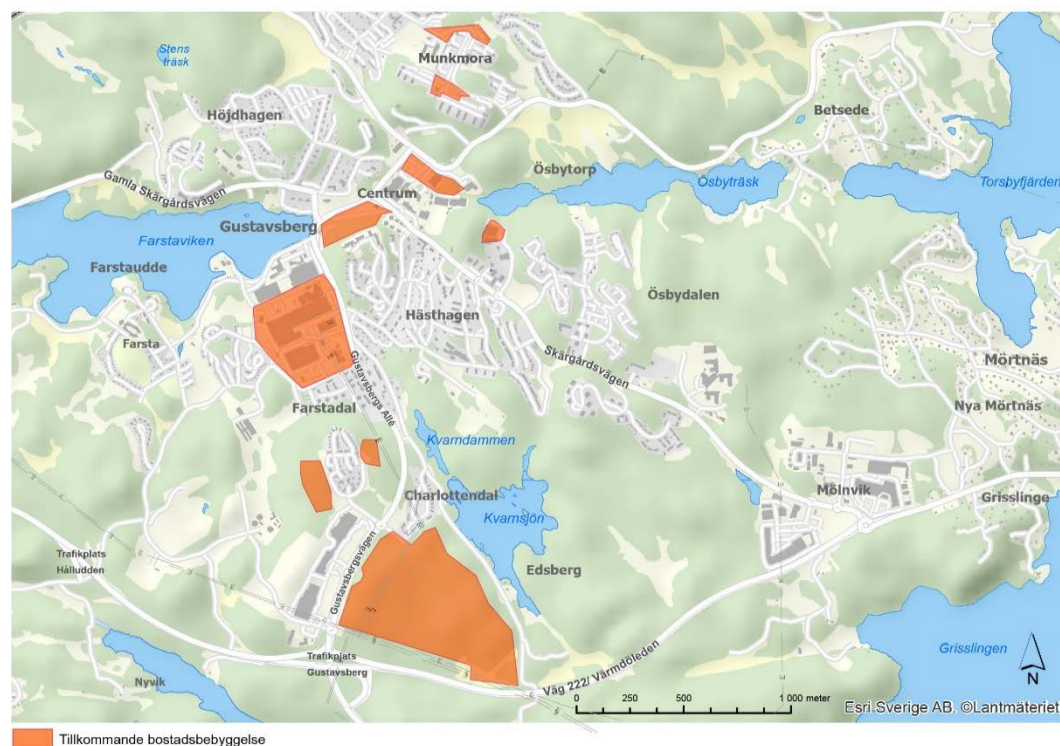 Stens
träsk
Munkmora
Höjdhagen
Betsede
Ösbytorp
Ösbyträsk
Torsbyfjärden
Gamla Skärgårdsvägen
Centrum
Gustavsberg
Farstaviken
Farstaudde
Ösbydalen
Hästhagen
Farsta
Skärgårdsvägen
Mörtnäs
Gustavsbergs Allé
Farstadal
Nya Mörtnäs
Kvarndammen
Charlottendal
Mölnvik
Grisslinge
Kvarnsjön
Trafikplats
Hålludden
Edsberg
Gustavsbergsvägen
Trafikplats
Gustavsberg
Grisslingen
Nyvik
Väg 222/ Värmdöleden
N
0 250 500 1 000 meter
Esri Sverige AB. ©Lantmäteriet
Tillkommande bostadsbebyggelse